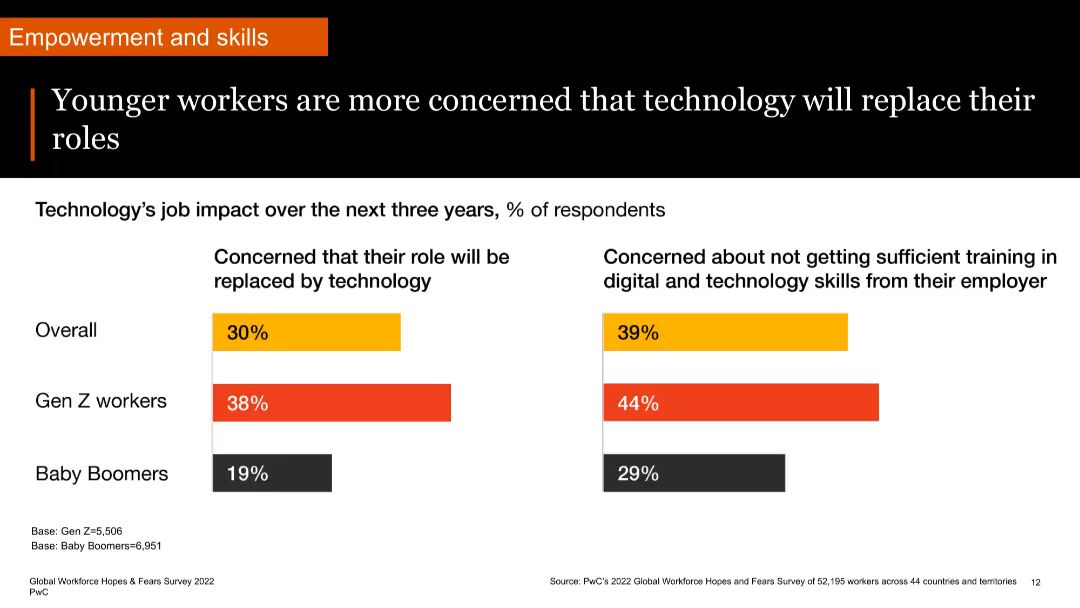 Empowerment and skills
Younger workers are more concerned that technology will replace their
roles
Technology’s job impact over the next three years, % of respondents
Concerned that their role will be
replaced by technology
Concerned about not getting sufficient training in
digital and technology skills from their employer
Overall
30%
39%
Gen Z workers
38%
44%
Baby Boomers
19%
29%
Base: Gen Z=5,506
Base: Baby Boomers=6,951
Global Workforce Hopes & Fears Survey 2022
PwC
Source: PwC’s 2022 Global Workforce Hopes and Fears Survey of 52,195 workers across 44 countries and territories
12